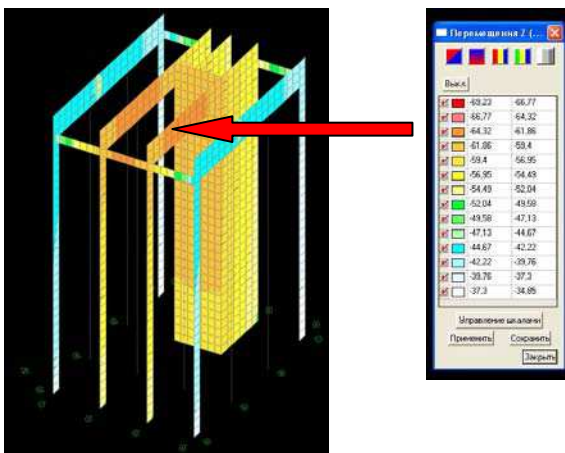 Перемещения Z (...
Выкл.
-69,23 -66,77
-66,77 -64,32
-64,32 -61,86
-61,86 -59,4
-59,4 -56,95
-56,95 -54,49
-54,49 -52,04
-52,04 -49,58
-49,58 -47,13
-47,13 -44,67
-44,67 -42,22
-42,22 -39,76
-39,76 -37,3
-37,3 -34,85
Управление шкалами
Применить Сохранить
Закрыть